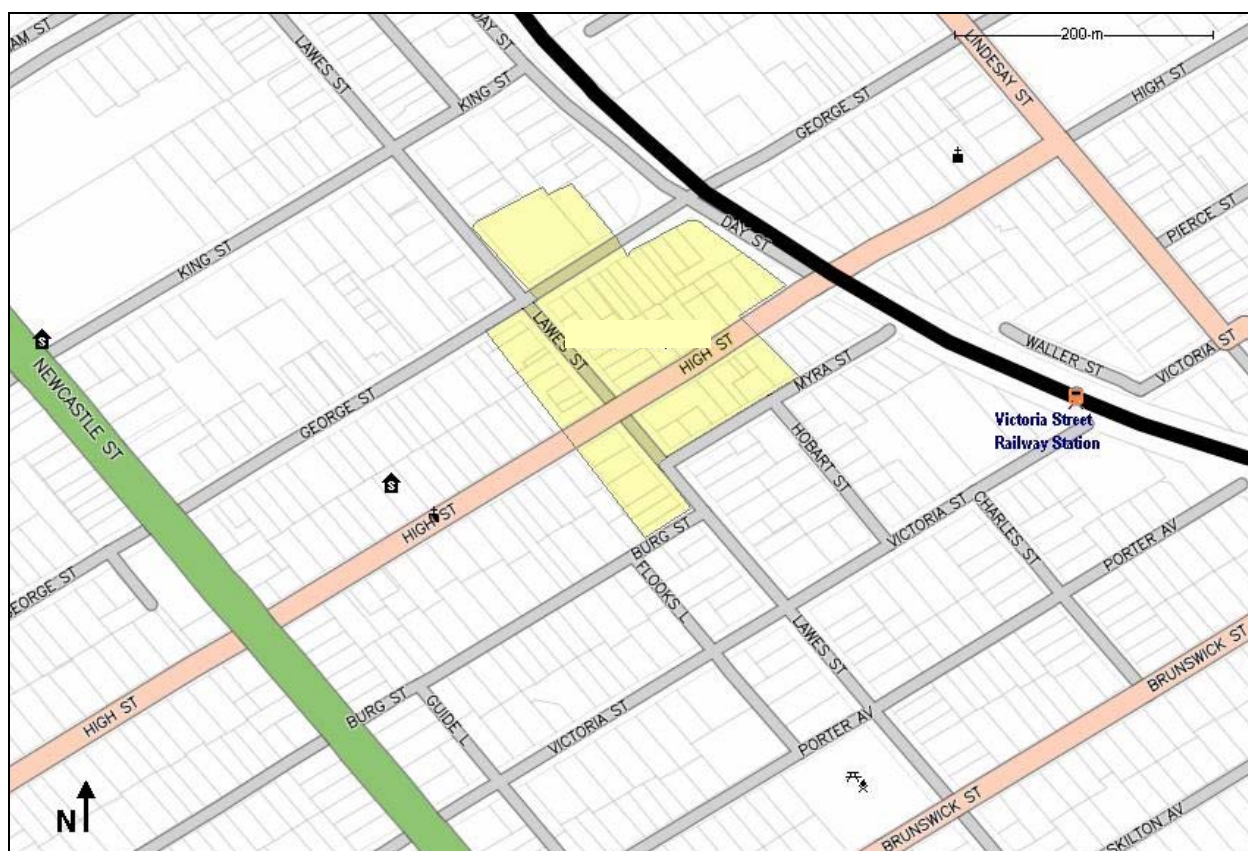 AM ST
LAWES ST
DAY ST
KING ST
200 m
LINDESAY ST
HIGH ST
GEORGE ST
PIERCE ST
DAY ST
KING ST
LAWES ST
HIGH ST
MYRA ST
WALLER ST
VICTORIA ST
S
NEWCASTLE ST
GEORGE ST
Victoria Street
Railway Station
HOBART ST
S
HIGH ST
VICTORIA ST
CHARLES ST
BURG ST
PORTER AV
FLOOKS L
GEORGE ST
LAWES ST
BRUNSWICK ST
HIGH ST
BURG ST
GUIDE L
VICTORIA ST
PORTER AV
N
BRUNSWICK ST
SKILTON AV